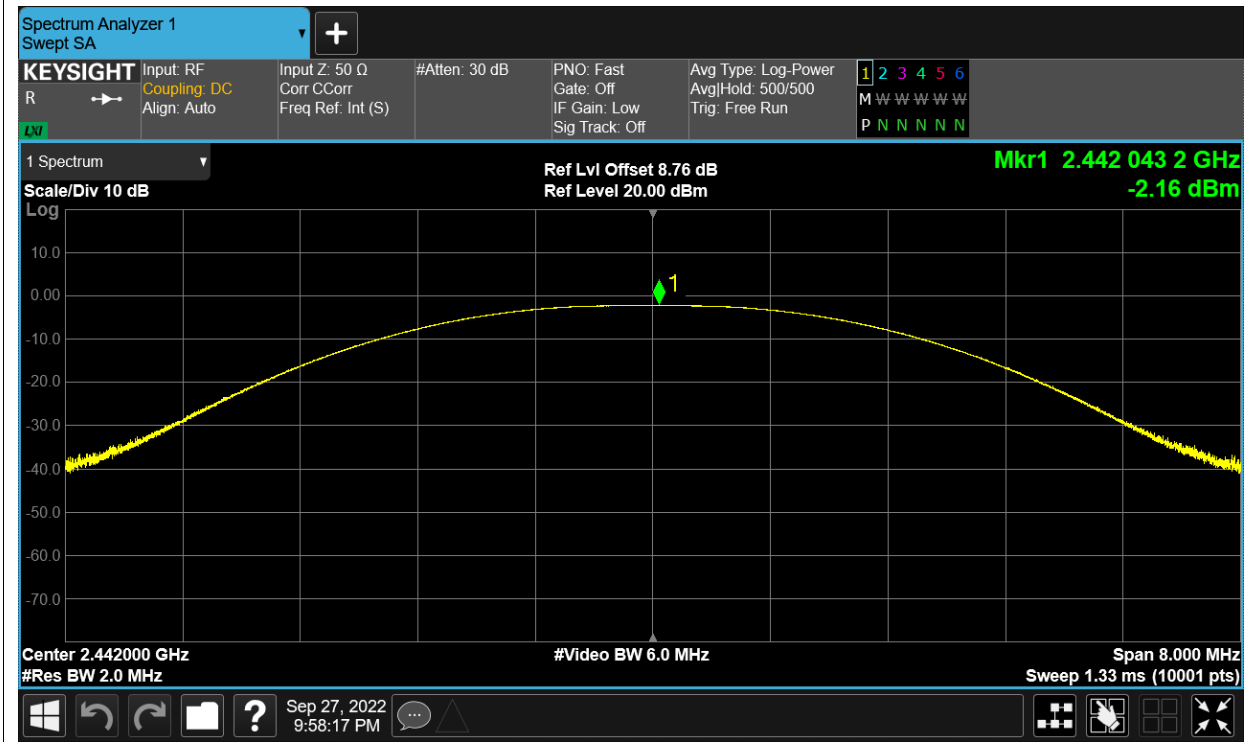 Spectrum Analyzer 1
Swept SA
+
KEYSIGHT
R
LXI
Input: RF
Coupling: DC
Align: Auto
Input Z: 50 Ω
Corr CCorr
Freq Ref: Int (S)
#Atten: 30 dB
PNO: Fast
Gate: Off
IF Gain: Low
Sig Track: Off
Avg Type: Log-Power
Avg|Hold: 500/500
Trig: Free Run
1 2 3 4 5 6
M W W W W W
P N N N N N
1 Spectrum
Scale/Div 10 dB
Log
Ref Lvl Offset 8.76 dB
Ref Level 20.00 dBm
Mkr1 2.442 043 2 GHz
-2.16 dBm
10.0
0.00
-10.0
-20.0
-30.0
-40.0
-50.0
-60.0
-70.0
1
Center 2.442000 GHz
#Res BW 2.0 MHz
#Video BW 6.0 MHz
Span 8.000 MHz
Sweep 1.33 ms (10001 pts)
?
Sep 27, 2022
9:58:17 PM